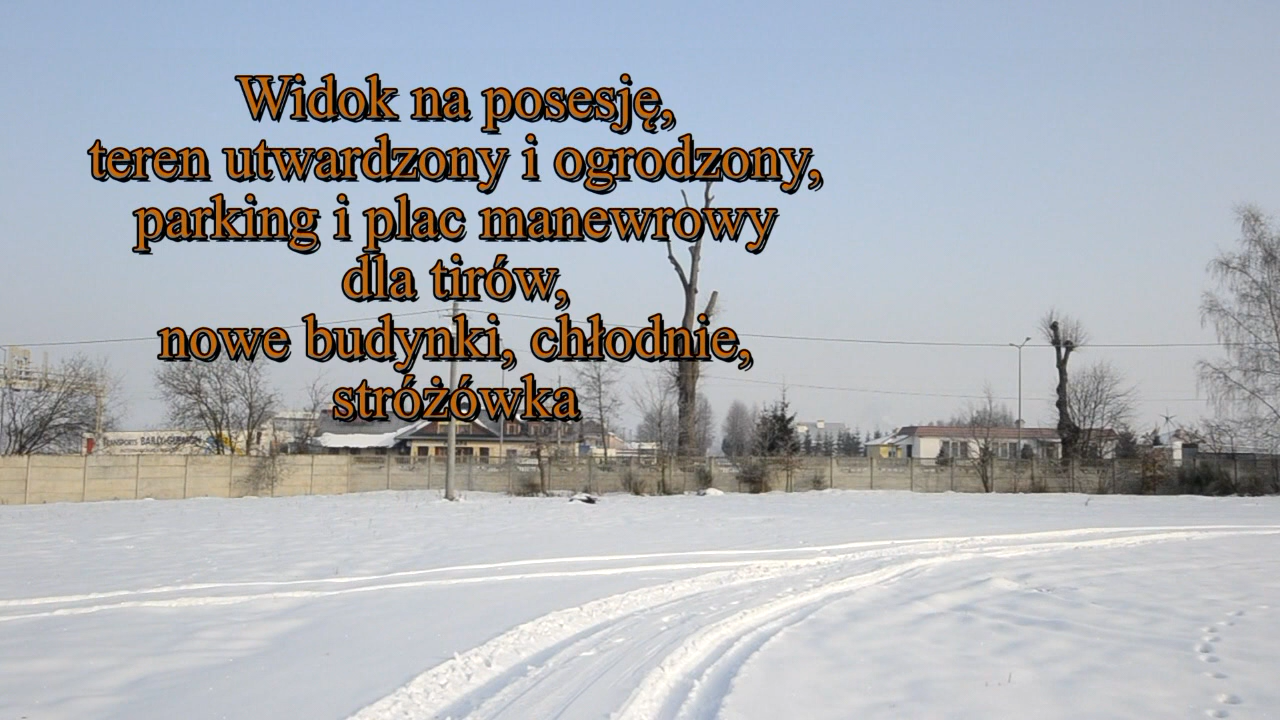 Widok na posesję,
teren utwardzony i ogrodzony,
parking i plac manewrowy
dla tirów,
nowe budynki, chłodnie,
stróżówka